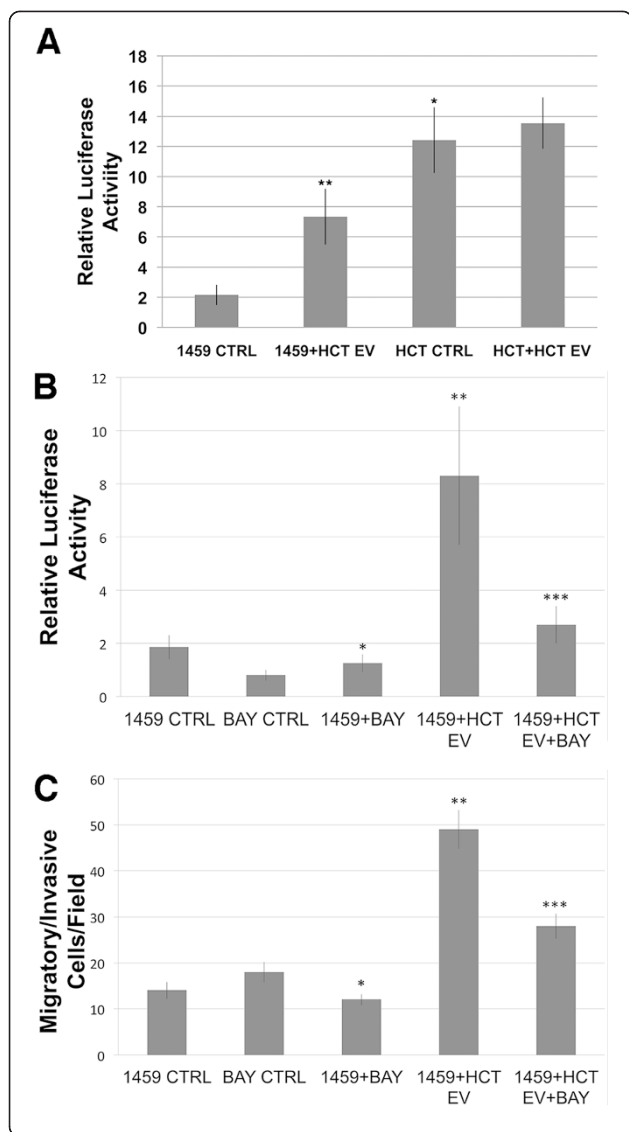 A
Relative Luciferase
Activiity
18
16
14
12
10
8
6
4
2
0
**
*
1459 CTRL 1459+HCT EV HCT CTRL HCT+HCT EV
B
Relative Luciferase
Activity
12
10
8
6
4
2
0
*
**
***
1459 CTRL BAY CTRL 1459+BAY 1459+HCT 1459+HCT
EV EV+BAY
C
Migratory/Invasive
Cells/Field
60
50
40
30
20
10
0
*
**
***
1459 CTRL BAY CTRL 1459+BAY 1459+HCT 1459+HCT
EV EV+BAY